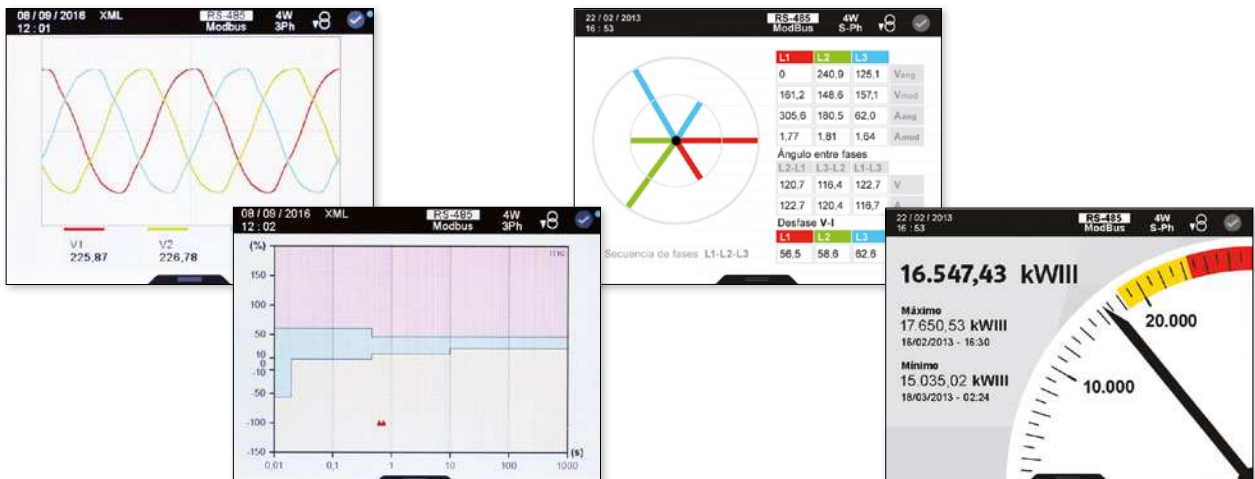 08 / 09 / 2016 XML RS-485 4W
12 : 01 Modbus 3Ph
V1 V2
225,87 226,78
22 / 02 / 2013 RS-485 4W
16 : 53 ModBus S-Ph
L1 L2 L3
0 240,9 125,1 Vang
161,2 148,6 157,1 Vmod
305,6 180,5 62,0 Aang
1,77 1,81 1,64 Amod
Ángulo entre fases
L2-L1 L3-L2 L1-L3
120,7 116,4 122,7 V
122,7 120,4 116,7 A
Desfase V-I
L1 L2 L3
Secuencia de fases L1-L2-L3 56,5 58,6 62,6
08 / 09 / 2016 XML RS-485 4W
12 : 02 Modbus 3Ph
(%)
ITIC
150
100
50
10
0
-10
-50
-100
-150 (s)
0,01 0,1 1 10 100 1000
22 / 02 / 2013 RS-485 4W
16 : 53 ModBus S-Ph
16.547,43 kWIII
Máximo
17.650,53 kWIII
16/02/2013 - 16:30
Mínimo
15.035,02 kWIII
18/03/2013 - 02:24
20.000
10.000